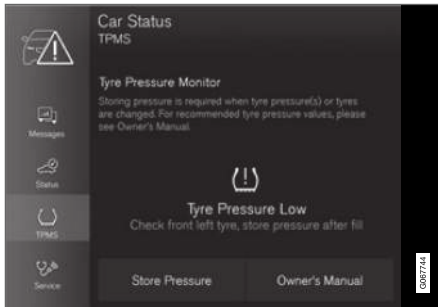 Car Status
TPMS
Tyre Pressure Monitor
Storing pressure is required when tyre pressure(s) or tyres
are changed. For recommended tyre pressure values, please
see Owner's Manual.
Messages
Status
TPMS
Service
Tyre Pressure Low
Check front left tyre, store pressure after fill
Store Pressure
Owner's Manual
G067744